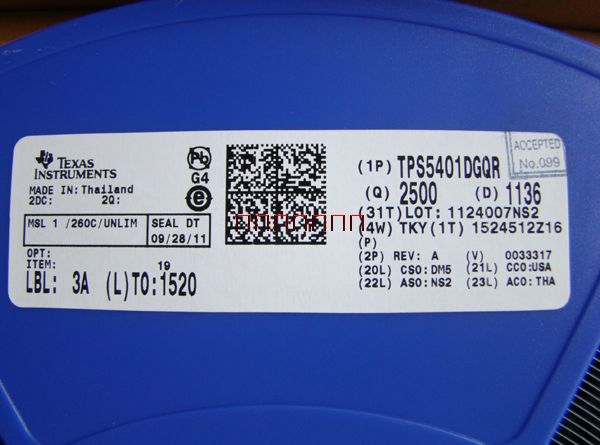 TEXAS
INSTRUMENTS
MADE IN: Thailand
2DC: 2Q:
MSL 1 /260C/UNLIM SEAL DT
09/28/11
OPT:
ITEM: 19
LBL: 3A (L)TO:1520
Pb
G4
e
ACCEPTED
No.099
(1P) TPS5401DGQR
(Q) 2500 (D) 1136
(31T)LOT: 1124007NS2
(4W) TKY(1T) 1524512Z16
(P)
(2P) REV: A (V) 0033317
(20L) CSO:DM5 (21L) CCO:USA
(22L) ASO:NS2 (23L) ACO:THA